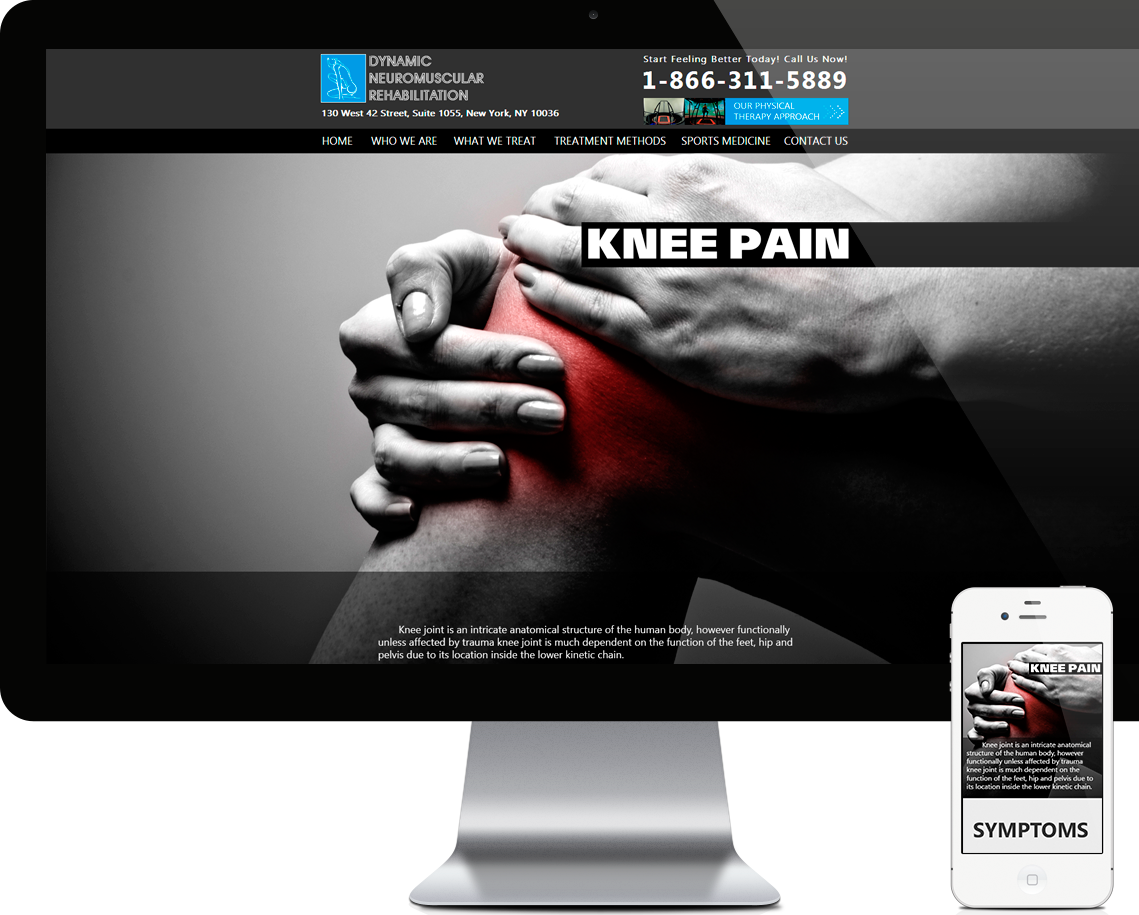 DYNAMIC
NEUROMUSCULAR
REHABILITATION
130 West 42 Street, Suite 1055, New York, NY 10036
Start Feeling Better Today! Call Us Now!
1-866-311-5889
OUR PHYSICAL
THERAPY APPROACH
HOME WHO WE ARE WHAT WE TREAT TREATMENT METHODS SPORTS MEDICINE CONTACT US
KNEE PAIN
Knee joint is an intricate anatomical structure of the human body, however functionally
unless affected by trauma knee joint is much dependent on the function of the feet, hip and
pelvis due to its location inside the lower kinetic chain.
KNEE PAIN
Knee joint is an intricate anatomical
structure of the human body, however
functionally unless affected by trauma
knee joint is much dependent on the
function of the feet, hip and pelvis due to
its location inside the lower kinetic chain.
SYMPTOMS